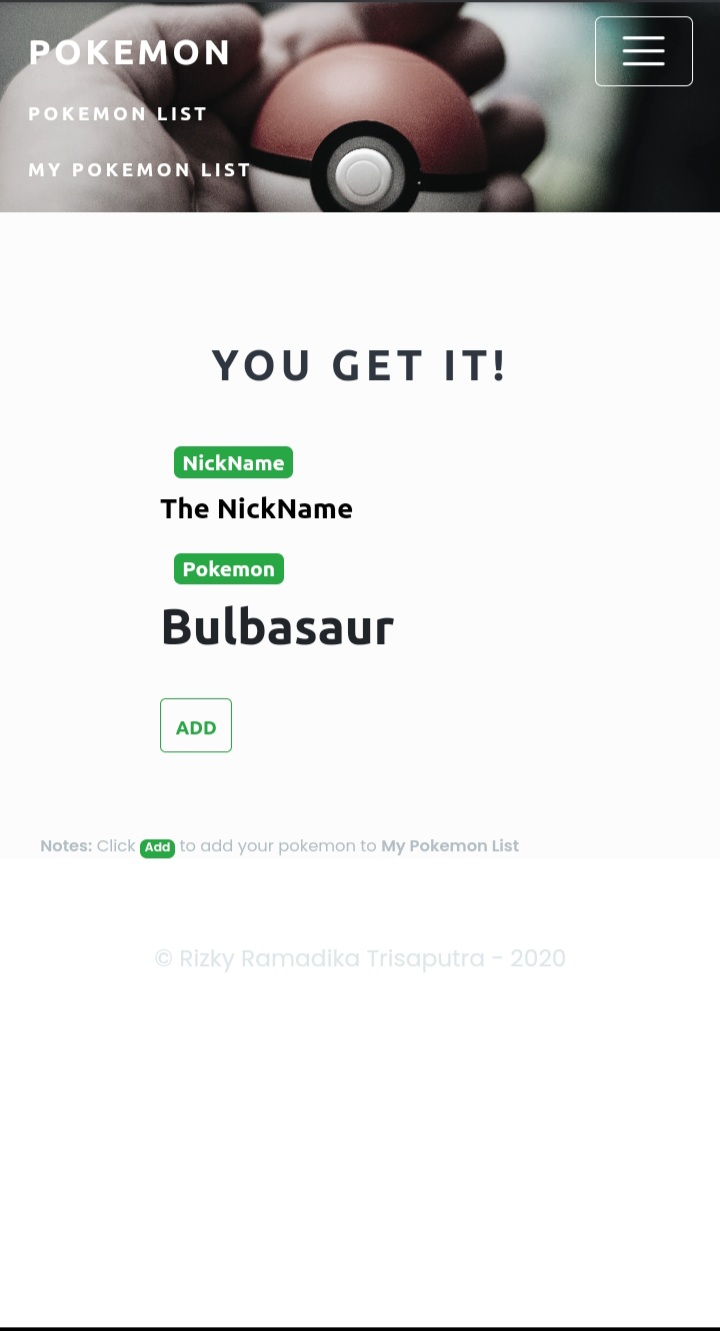 POKEMON
POKEMON LIST
MY POKEMON LIST
YOU GET IT!
NickName
The NickName
Pokemon
Bulbasaur
ADD
Notes: Click Add to add your pokemon to My Pokemon List
© Rizky Ramadika Trisaputra - 2020